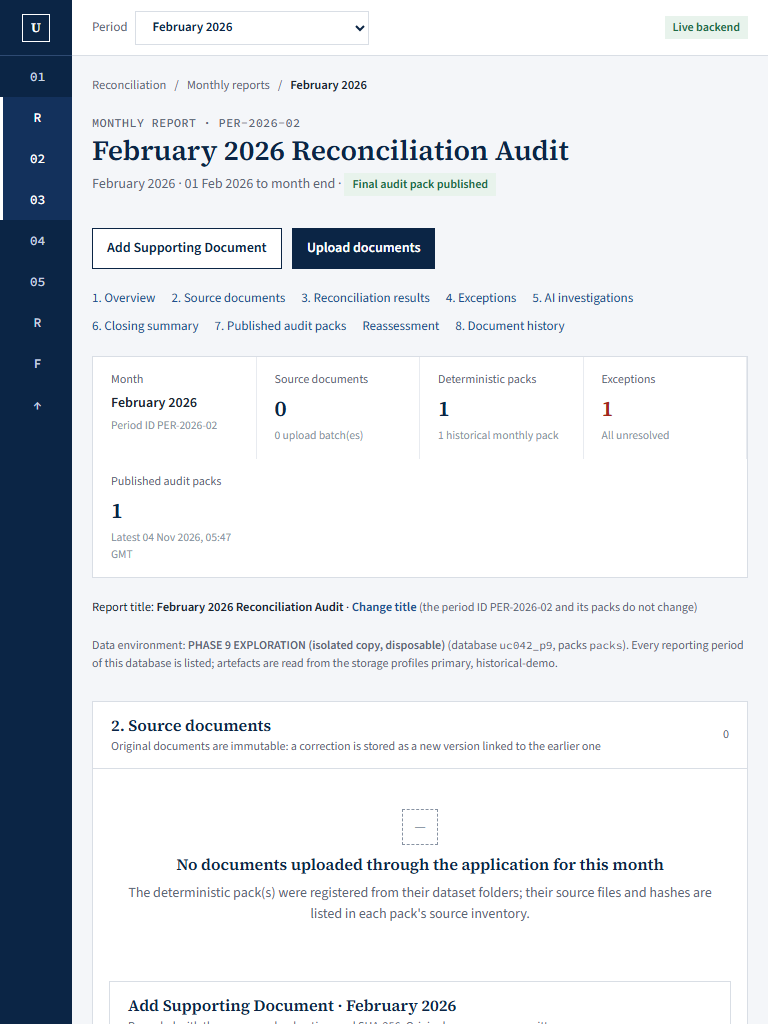 U
Period
February 2026
Live backend
01
R
02
03
04
05
R
F
↑
Reconciliation / Monthly reports / February 2026
MONTHLY REPORT · PER-2026-02
February 2026 Reconciliation Audit
February 2026 · 01 Feb 2026 to month end · Final audit pack published
Add Supporting Document
Upload documents
1. Overview 2. Source documents 3. Reconciliation results 4. Exceptions 5. AI investigations
6. Closing summary 7. Published audit packs Reassessment 8. Document history
Month
February 2026
Period ID PER-2026-02
Source documents
0
0 upload batch(es)
Deterministic packs
1
1 historical monthly pack
Exceptions
1
All unresolved
Published audit packs
1
Latest 04 Nov 2026, 05:47
GMT
Report title: February 2026 Reconciliation Audit · Change title (the period ID PER-2026-02 and its packs do not change)
Data environment: PHASE 9 EXPLORATION (isolated copy, disposable) (database uc042_p9, packs packs). Every reporting period
of this database is listed; artefacts are read from the storage profiles primary, historical-demo.
2. Source documents
Original documents are immutable: a correction is stored as a new version linked to the earlier one
0
—
No documents uploaded through the application for this month
The deterministic pack(s) were registered from their dataset folders; their source files and hashes are
listed in each pack's source inventory.
Add Supporting Document · February 2026